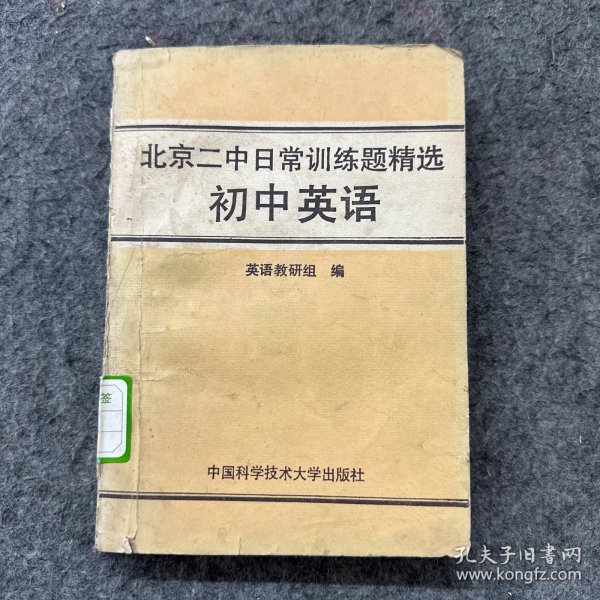 北京二中日常训练题精选
初中英语
英语教研组 编
签
中国科学技术大学出版社
孔夫子旧书网
www.kongfz.com